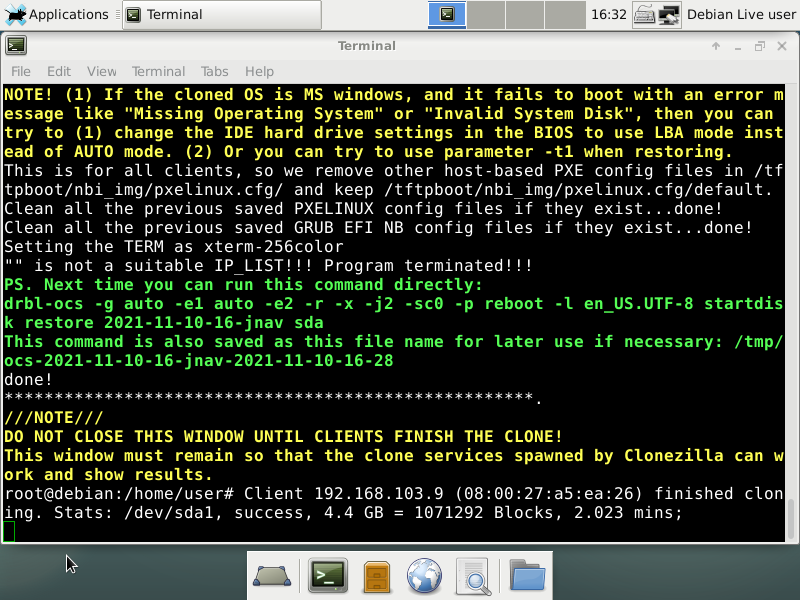 Applications
Terminal
16:32
Debian Live user
Terminal
File Edit View Terminal Tabs Help
NOTE! (1) If the cloned OS is MS windows, and it fails to boot with an error m
essage like "Missing Operating System" or "Invalid System Disk", then you can
try to (1) change the IDE hard drive settings in the BIOS to use LBA mode inst
ead of AUTO mode. (2) Or you can try to use parameter -t1 when restoring.
This is for all clients, so we remove other host-based PXE config files in /tf
tpboot/nbi_img/pxelinux.cfg/ and keep /tftpboot/nbi_img/pxelinux.cfg/default.
Clean all the previous saved PXELINUX config files if they exist...done!
Clean all the previous saved GRUB EFI NB config files if they exist...done!
Setting the TERM as xterm-256color
"" is not a suitable IP_LIST!!! Program terminated!!!
PS. Next time you can run this command directly:
drbl-ocs -g auto -e1 auto -e2 -r -x -j2 -sc0 -p reboot -l en_US.UTF-8 startdis
k restore 2021-11-10-16-jnav sda
This command is also saved as this file name for later use if necessary: /tmp/
ocs-2021-11-10-16-jnav-2021-11-10-16-28
done!
*****************************************************.
///NOTE///
DO NOT CLOSE THIS WINDOW UNTIL CLIENTS FINISH THE CLONE!
This window must remain so that the clone services spawned by Clonezilla can w
ork and show results.
root@debian:/home/user# Client 192.168.103.9 (08:00:27:a5:ea:26) finished clon
ing. Stats: /dev/sda1, success, 4.4 GB = 1071292 Blocks, 2.023 mins;